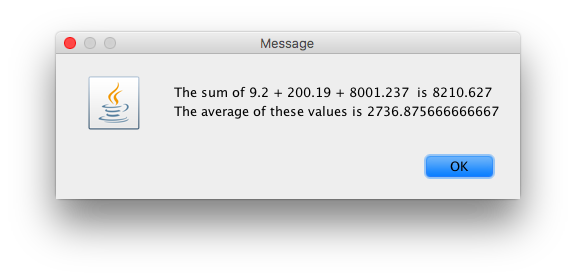 Message
The sum of 9.2 + 200.19 + 8001.237  is 8210.627
The average of these values is 2736.875666666667
OK